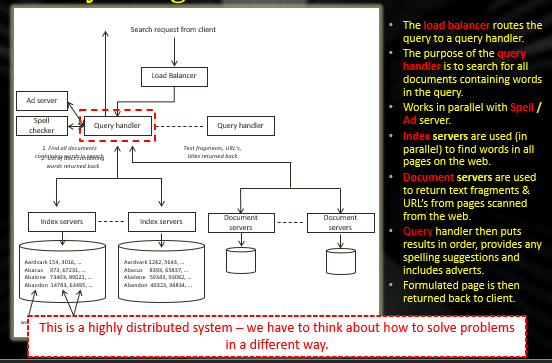 Search request from client
Load Balancer
Ad server
Spell
checker
Query handler
Query handler
1. Find all documents
words returned back
Text fragments, URL's,
titles returned back
Index servers
Index servers
Document
servers
Document
servers
Aardvark 154, 3016, ...
Abacus 973, 67231, ...
Abalone 73403, 89021, ...
Abandon 14783, 63495, ...
Aardvark 1242, 5643, ...
Abacus 8393, 65837, ...
Abalone 59343, 93082, ...
Abandon 40323, 94834, ...
• The load balancer routes the
query to a query handler.
• The purpose of the query
handler is to search for all
documents containing words
in the query.
• Works in parallel with Spell /
Ad server.
• Index servers are used (in
parallel) to find words in all
pages on the web.
• Document servers are used
to return text fragments &
URL's from pages scanned
from the web.
• Query handler then puts
results in order, provides any
spelling suggestions and
includes adverts.
• Formulated page is then
returned back to client.
This is a highly distributed system – we have to think about how to solve problems
in a different way.